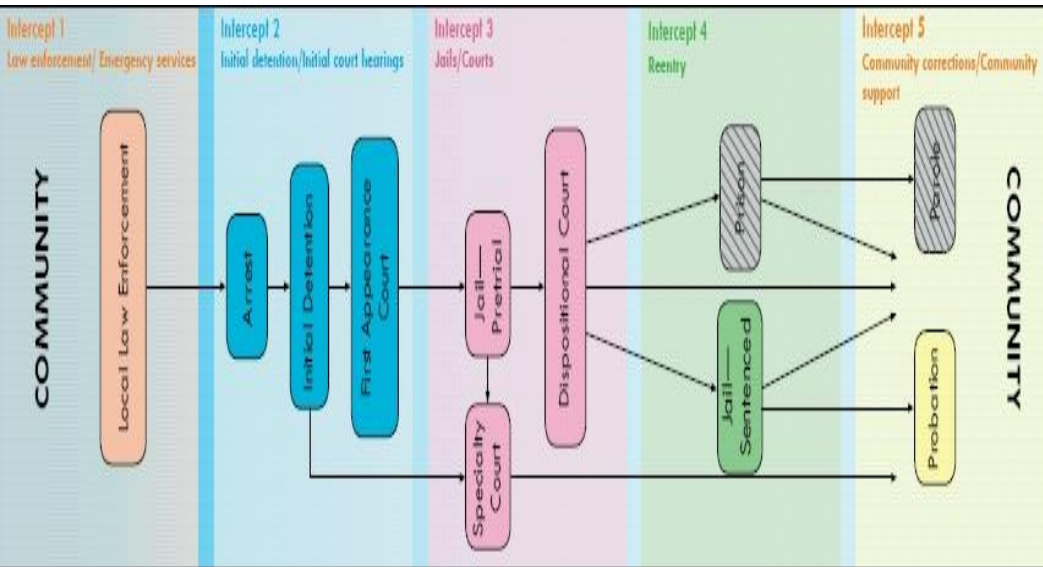 Intercept 1
Law enforcement/ Emergency services
Intercept 2
Initial detention/Initial court hearings
Intercept 3
Jails/Courts
Intercept 4
Reentry
Intercept 5
Community corrections/Community
support
COMMUNITY
Local Law Enforcement
Arrest
Initial Detention
First Appearance
Court
Jail—
Pretrial
Specialty
Court
Dispositional Court
Prison
Jail—
Sentenced
Parole
Probation
COMMUNITY